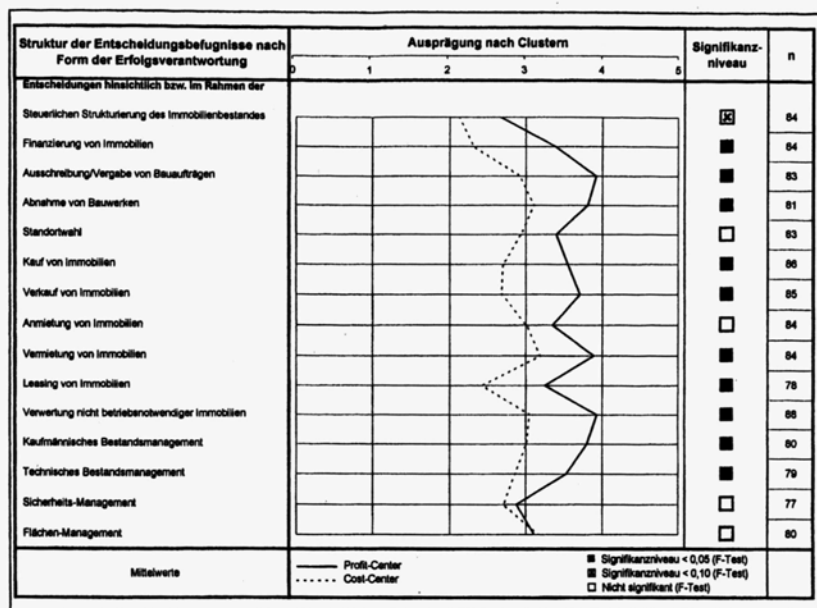 Struktur der Entscheidungsbefugnisse nach
Form der Erfolgsverantwortung
Ausprägung nach Clustern
Signifikanz-
niveau
n
0 1 2 3 4 5
Entscheidungen hinsichtlich bzw. im Rahmen der
Steuerlichen Strukturierung des Immobilienbestandes 84
Finanzierung von Immobilien 84
Ausschreibung/Vergabe von Bauaufträgen 83
Abnahme von Bauwerken 81
Standortwahl 83
Kauf von Immobilien 86
Verkauf von Immobilien 85
Anmietung von Immobilien 84
Vermietung von Immobilien 84
Leasing von Immobilien 78
Verwertung nicht betriebsnotwendiger Immobilien
Kaufmännisches Bestandsmanagement 80
Technisches Bestandsmanagement 79
Sicherheits-Management 77
Flächen-Management 80
Mittelwerte
Profit-Center
Cost-Center
Signifikanzniveau < 0,05 (F-Test)
Signifikanzniveau < 0,10 (F-Test)
Nicht signifikant (F-Test)